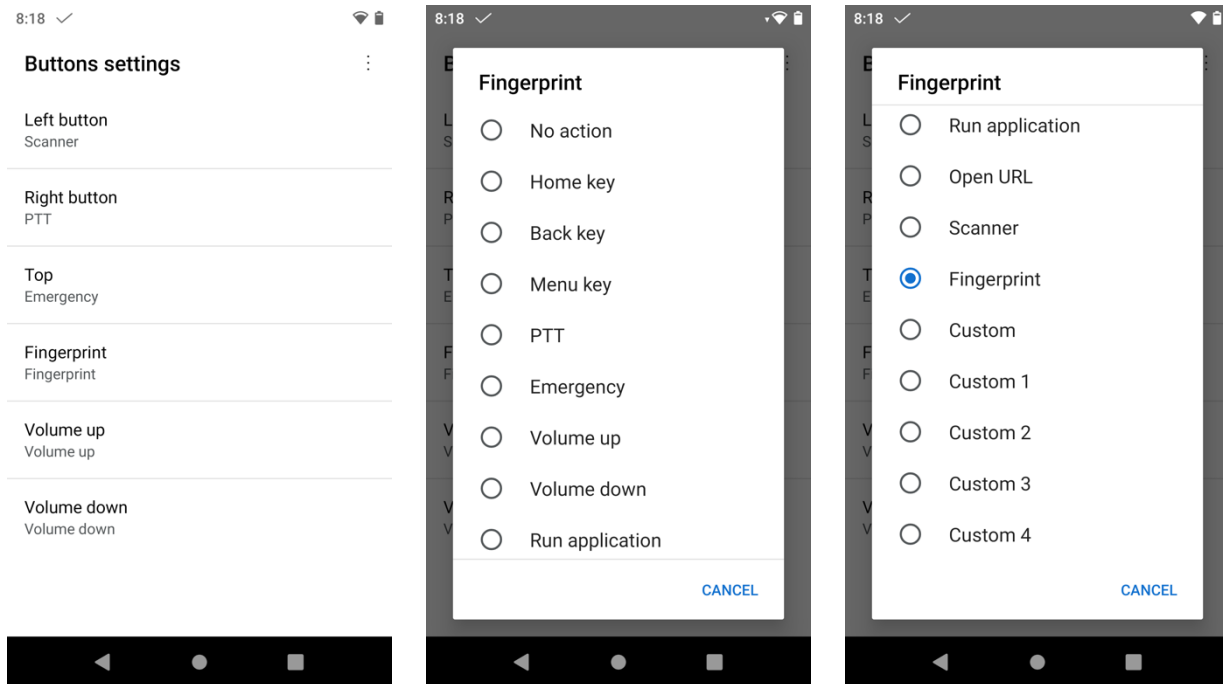 8:18
Buttons settings
Left button
Scanner
Right button
PTT
Top
Emergency
Fingerprint
Fingerprint
Volume up
Volume up
Volume down
Volume down
8:18
Fingerprint
No action
Home key
Back key
Menu key
PTT
Emergency
Volume up
Volume down
Run application
CANCEL
8:18
Fingerprint
Run application
Open URL
Scanner
Fingerprint
Custom
Custom 1
Custom 2
Custom 3
Custom 4
CANCEL